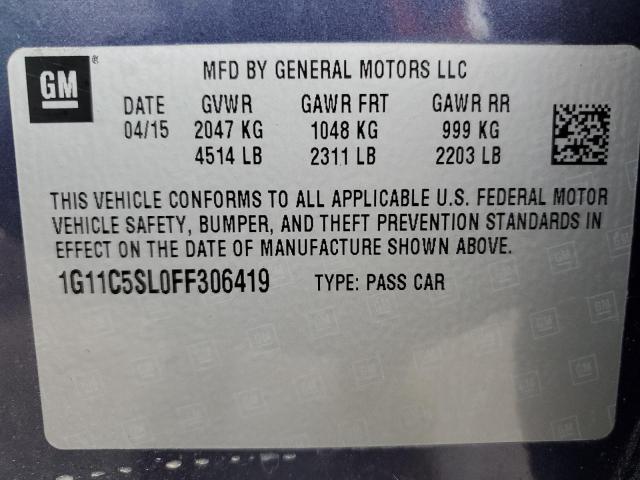 GM
®
MFD BY GENERAL MOTORS LLC
DATE GVWR GAWR FRT GAWR RR
04/15 2047 KG 1048 KG 999 KG
4514 LB 2311 LB 2203 LB
THIS VEHICLE CONFORMS TO ALL APPLICABLE U.S. FEDERAL MOTOR
VEHICLE SAFETY, BUMPER, AND THEFT PREVENTION STANDARDS IN
EFFECT ON THE DATE OF MANUFACTURE SHOWN ABOVE.
1G11C5SL0FF306419 TYPE: PASS CAR